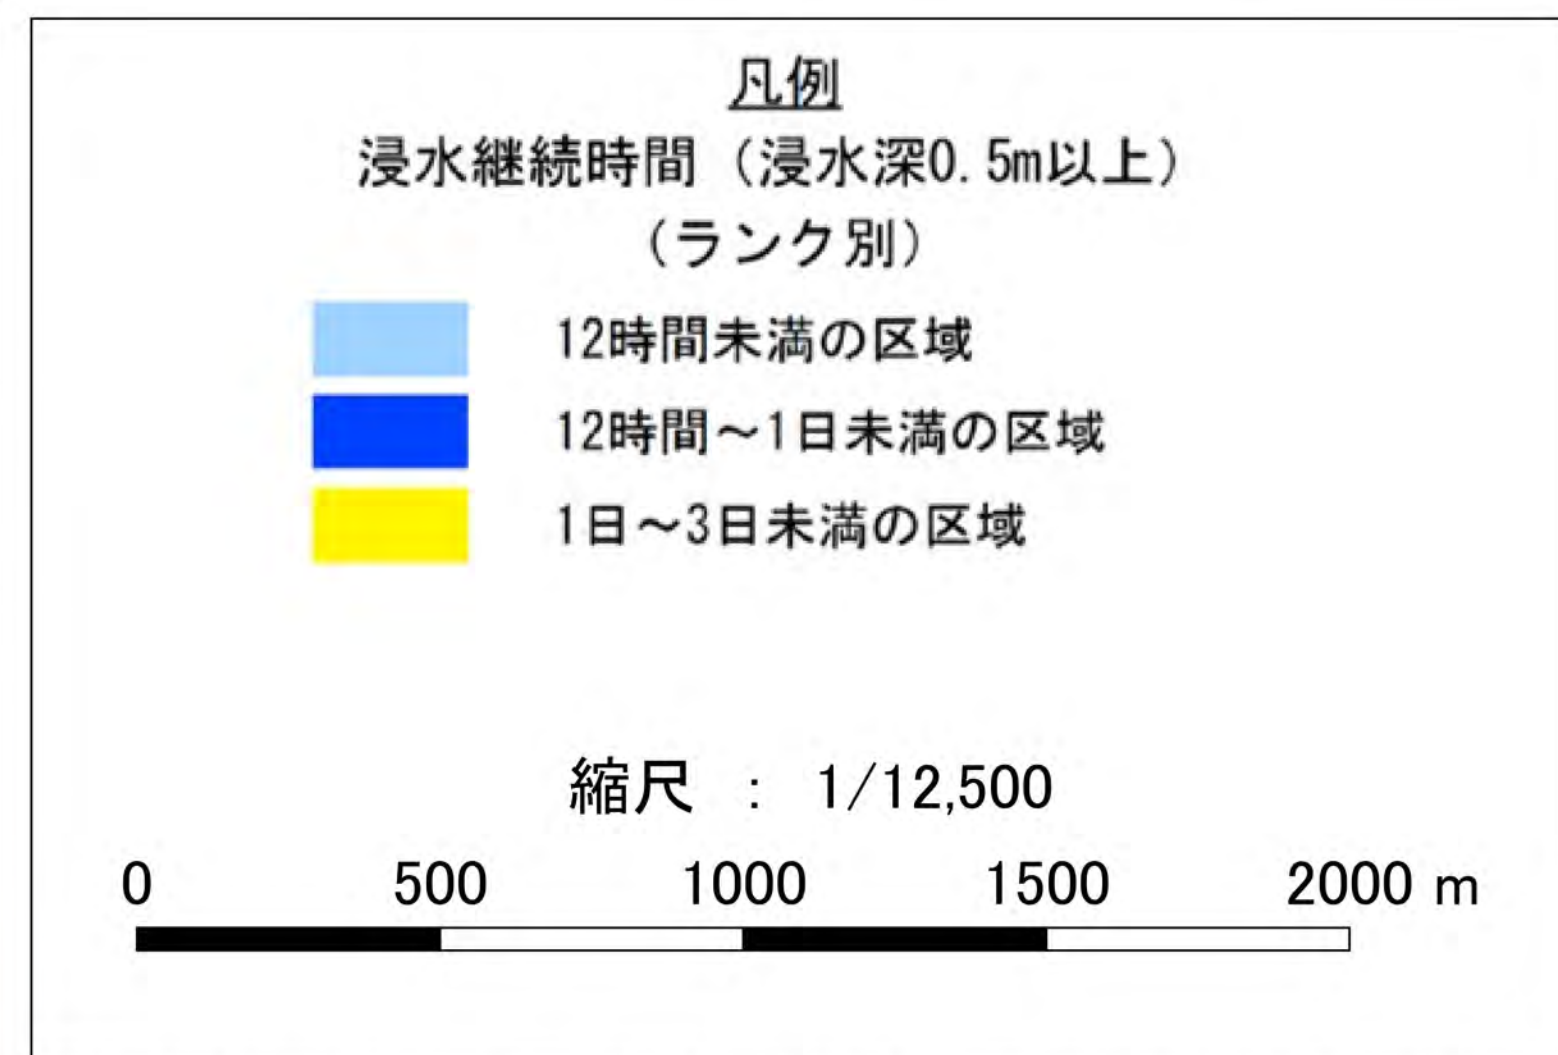 凡例
浸水継続時間（浸水深0.5m以上）
（ランク別）
12時間未満の区域
12時間～1日未満の区域
1日～3日未満の区域
縮尺 ： 1/12,500
0 500 1000 1500 2000 m